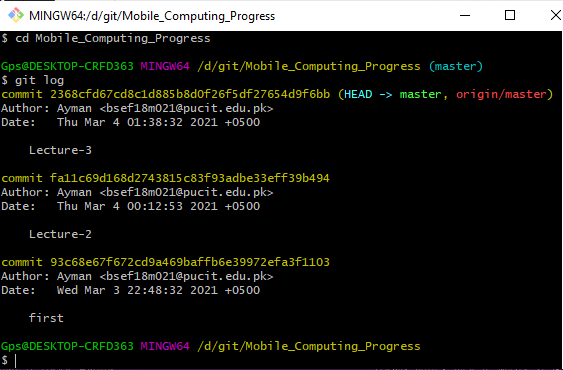 MINGW64:/d/git/Mobile_Computing_Progress
$ cd Mobile_Computing_Progress
Gps@DESKTOP-CRFD363 MINGW64 /d/git/Mobile_Computing_Progress (master)
$ git log
commit 2368cfd67cd8c1d885b8d0f26f5df27654d9f6bb (HEAD -> master, origin/master)
Author: Ayman <bsef18m021@pucit.edu.pk>
Date:   Thu Mar 4 01:38:32 2021 +0500
Lecture-3
commit fa11c69d168d2743815c83f93adbe33eff39b494
Author: Ayman <bsef18m021@pucit.edu.pk>
Date:   Thu Mar 4 00:12:53 2021 +0500
Lecture-2
commit 93c68e67f672cd9a469baffb6e39972efa3f1103
Author: Ayman <bsef18m021@pucit.edu.pk>
Date:   Wed Mar 3 22:48:32 2021 +0500
first
Gps@DESKTOP-CRFD363 MINGW64 /d/git/Mobile_Computing_Progress
$